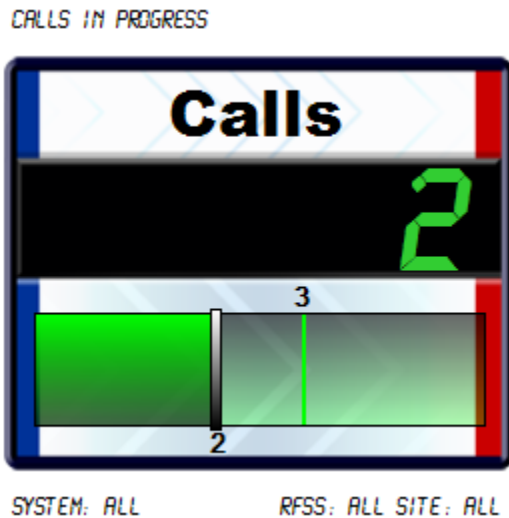 CALLS IN PROGRESS
Calls
2
3
2
SYSTEM: ALL RFSS: ALL SITE: ALL